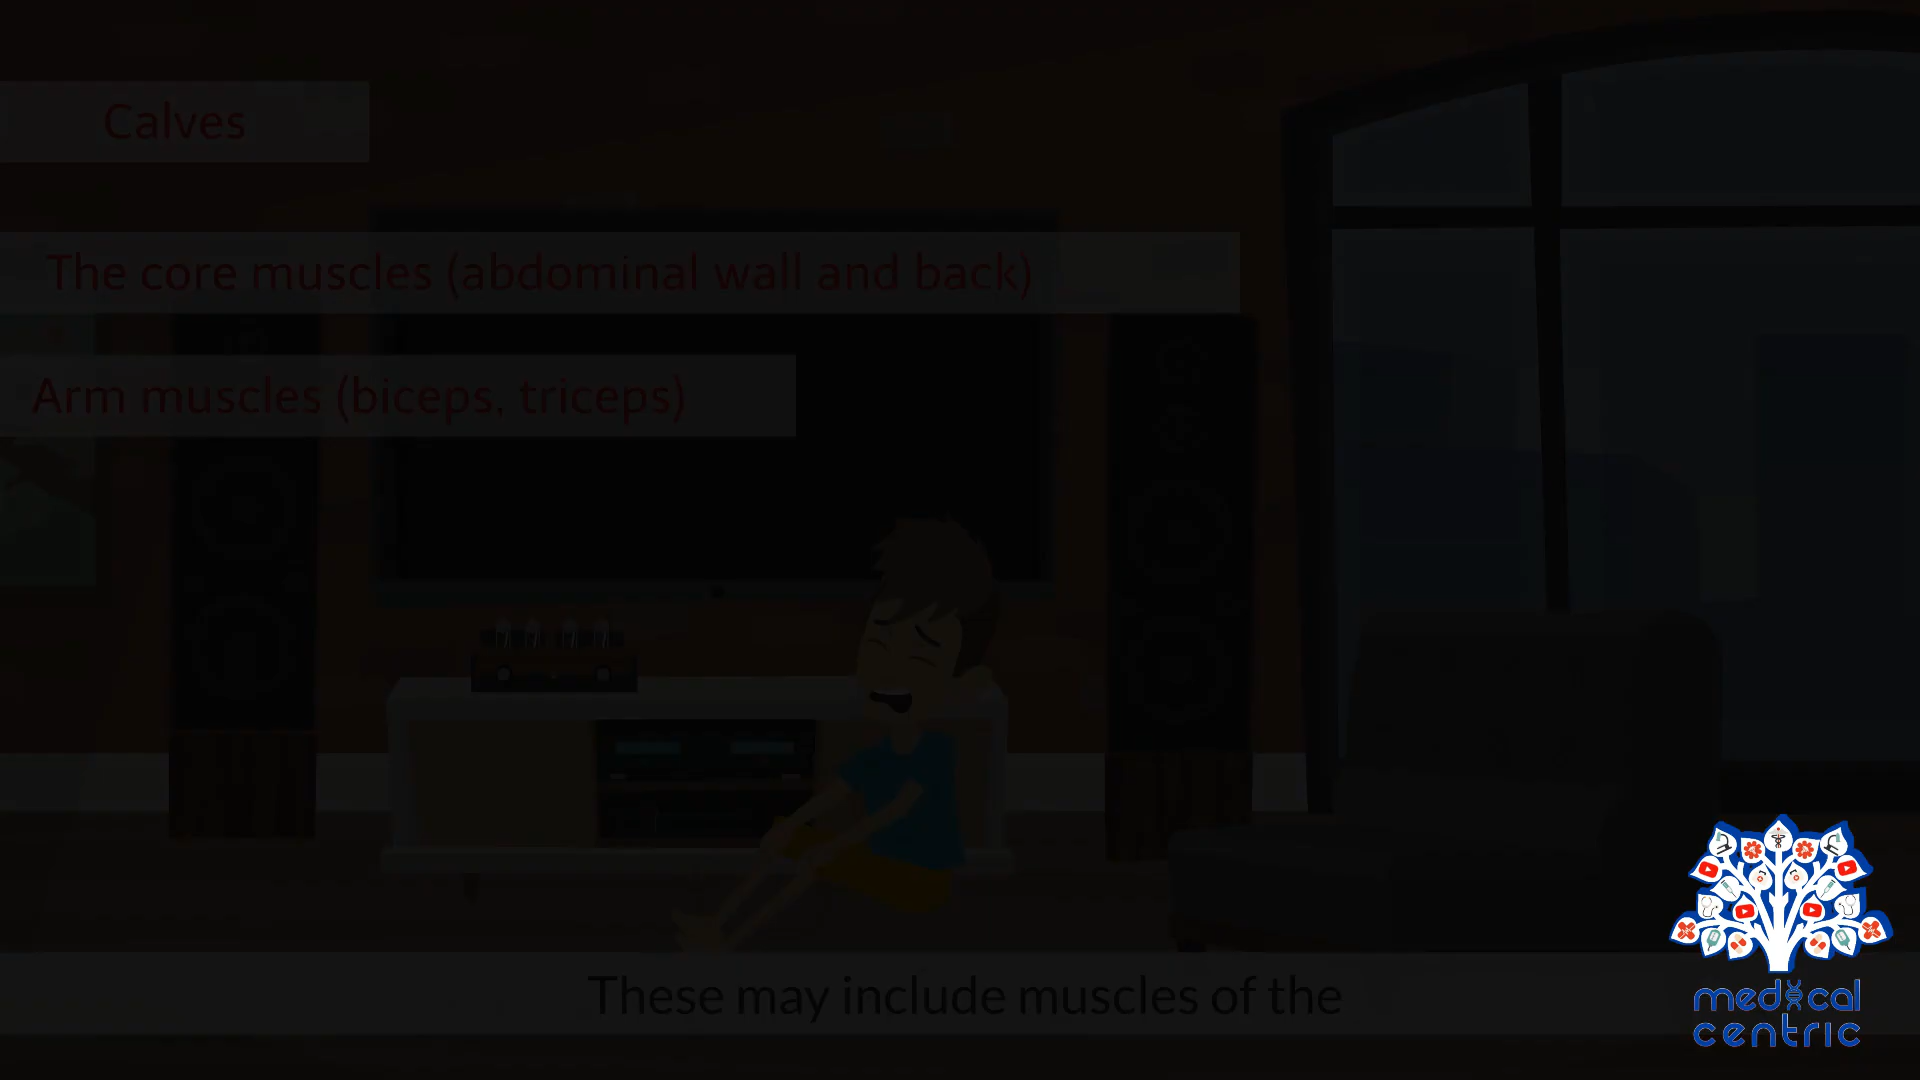 Calves
The core muscles (abdominal wall and back)
Arm muscles (biceps, triceps)
These may include muscles of the
medical
centric